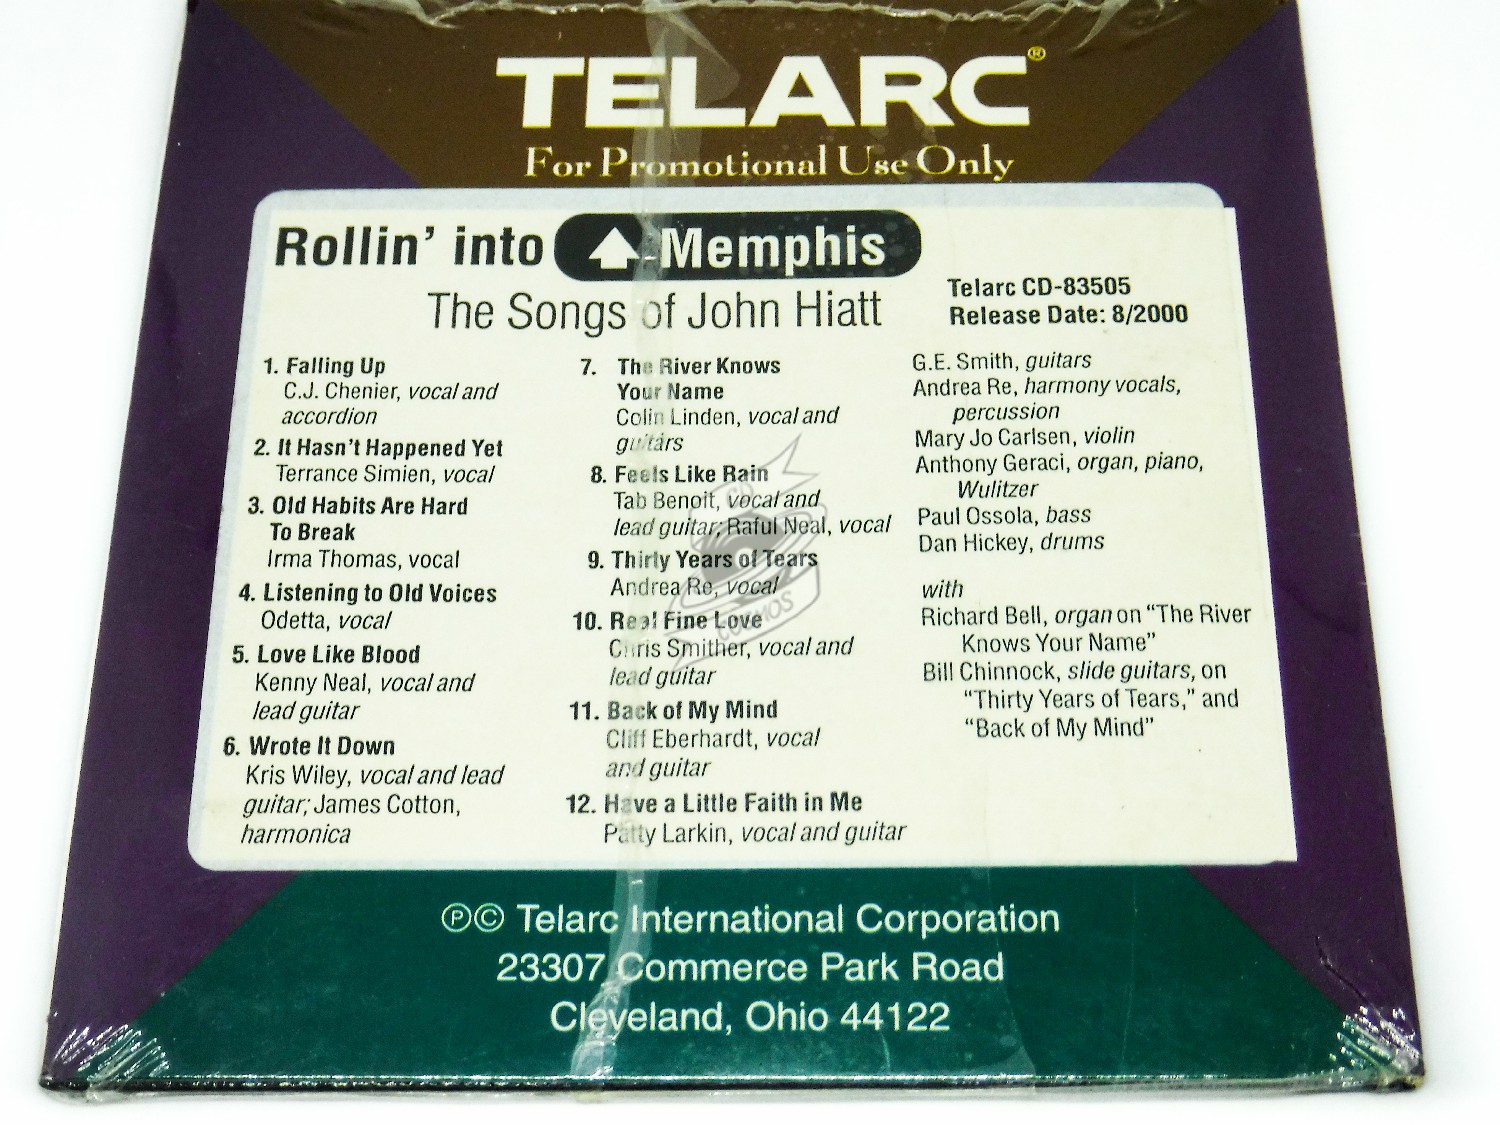 TELARC®
For Promotional Use Only
Rollin' into Memphis
The Songs of John Hiatt
Telarc CD-83505
Release Date: 8/2000
1. Falling Up
C.J. Chenier, vocal and
accordion
2. It Hasn't Happened Yet
Terrance Simien, vocal
3. Old Habits Are Hard
To Break
Irma Thomas, vocal
4. Listening to Old Voices
Odetta, vocal
5. Love Like Blood
Kenny Neal, vocal and
lead guitar
6. Wrote It Down
Kris Wiley, vocal and lead
guitar; James Cotton,
harmonica
7. The River Knows
Your Name
Colin Linden, vocal and
guitars
8. Feels Like Rain
Tab Benoit, vocal and
lead guitar; Raful Neal, vocal
9. Thirty Years of Tears
Andrea Re, vocal
10. Real Fine Love
Chris Smither, vocal and
lead guitar
11. Back of My Mind
Cliff Eberhardt, vocal
and guitar
12. Have a Little Faith in Me
Patty Larkin, vocal and guitar
G.E. Smith, guitars
Andrea Re, harmony vocals,
percussion
Mary Jo Carlsen, violin
Anthony Geraci, organ, piano,
Wulitzer
Paul Ossola, bass
Dan Hickey, drums
with
Richard Bell, organ on "The River
Knows Your Name"
Bill Chinnock, slide guitars, on
"Thirty Years of Tears," and
"Back of My Mind"
CD
COSMOS
℗© Telarc International Corporation
23307 Commerce Park Road
Cleveland, Ohio 44122